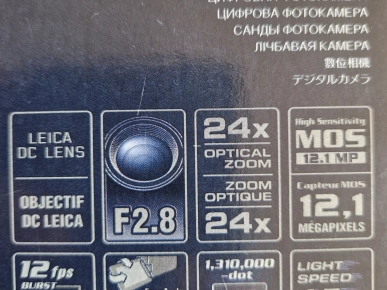 ЦИФРОВА ФОТОКАМЕРА
САНДЫ ФОТОКАМЕРА
ЛІЧБАВАЯ КАМЕРА
數位相機
デジタルカメラ
LEICA
DC LENS
OBJECTIF
DC LEICA
F2.8
24x
OPTICAL
ZOOM
ZOOM
OPTIQUE
24x
High Sensitivity
MOS
12.1 MP
Capteur MOS
12,1
MÉGAPIXELS
12 fps
BURST
1,310,000
-dot
LIGHT
SPEED